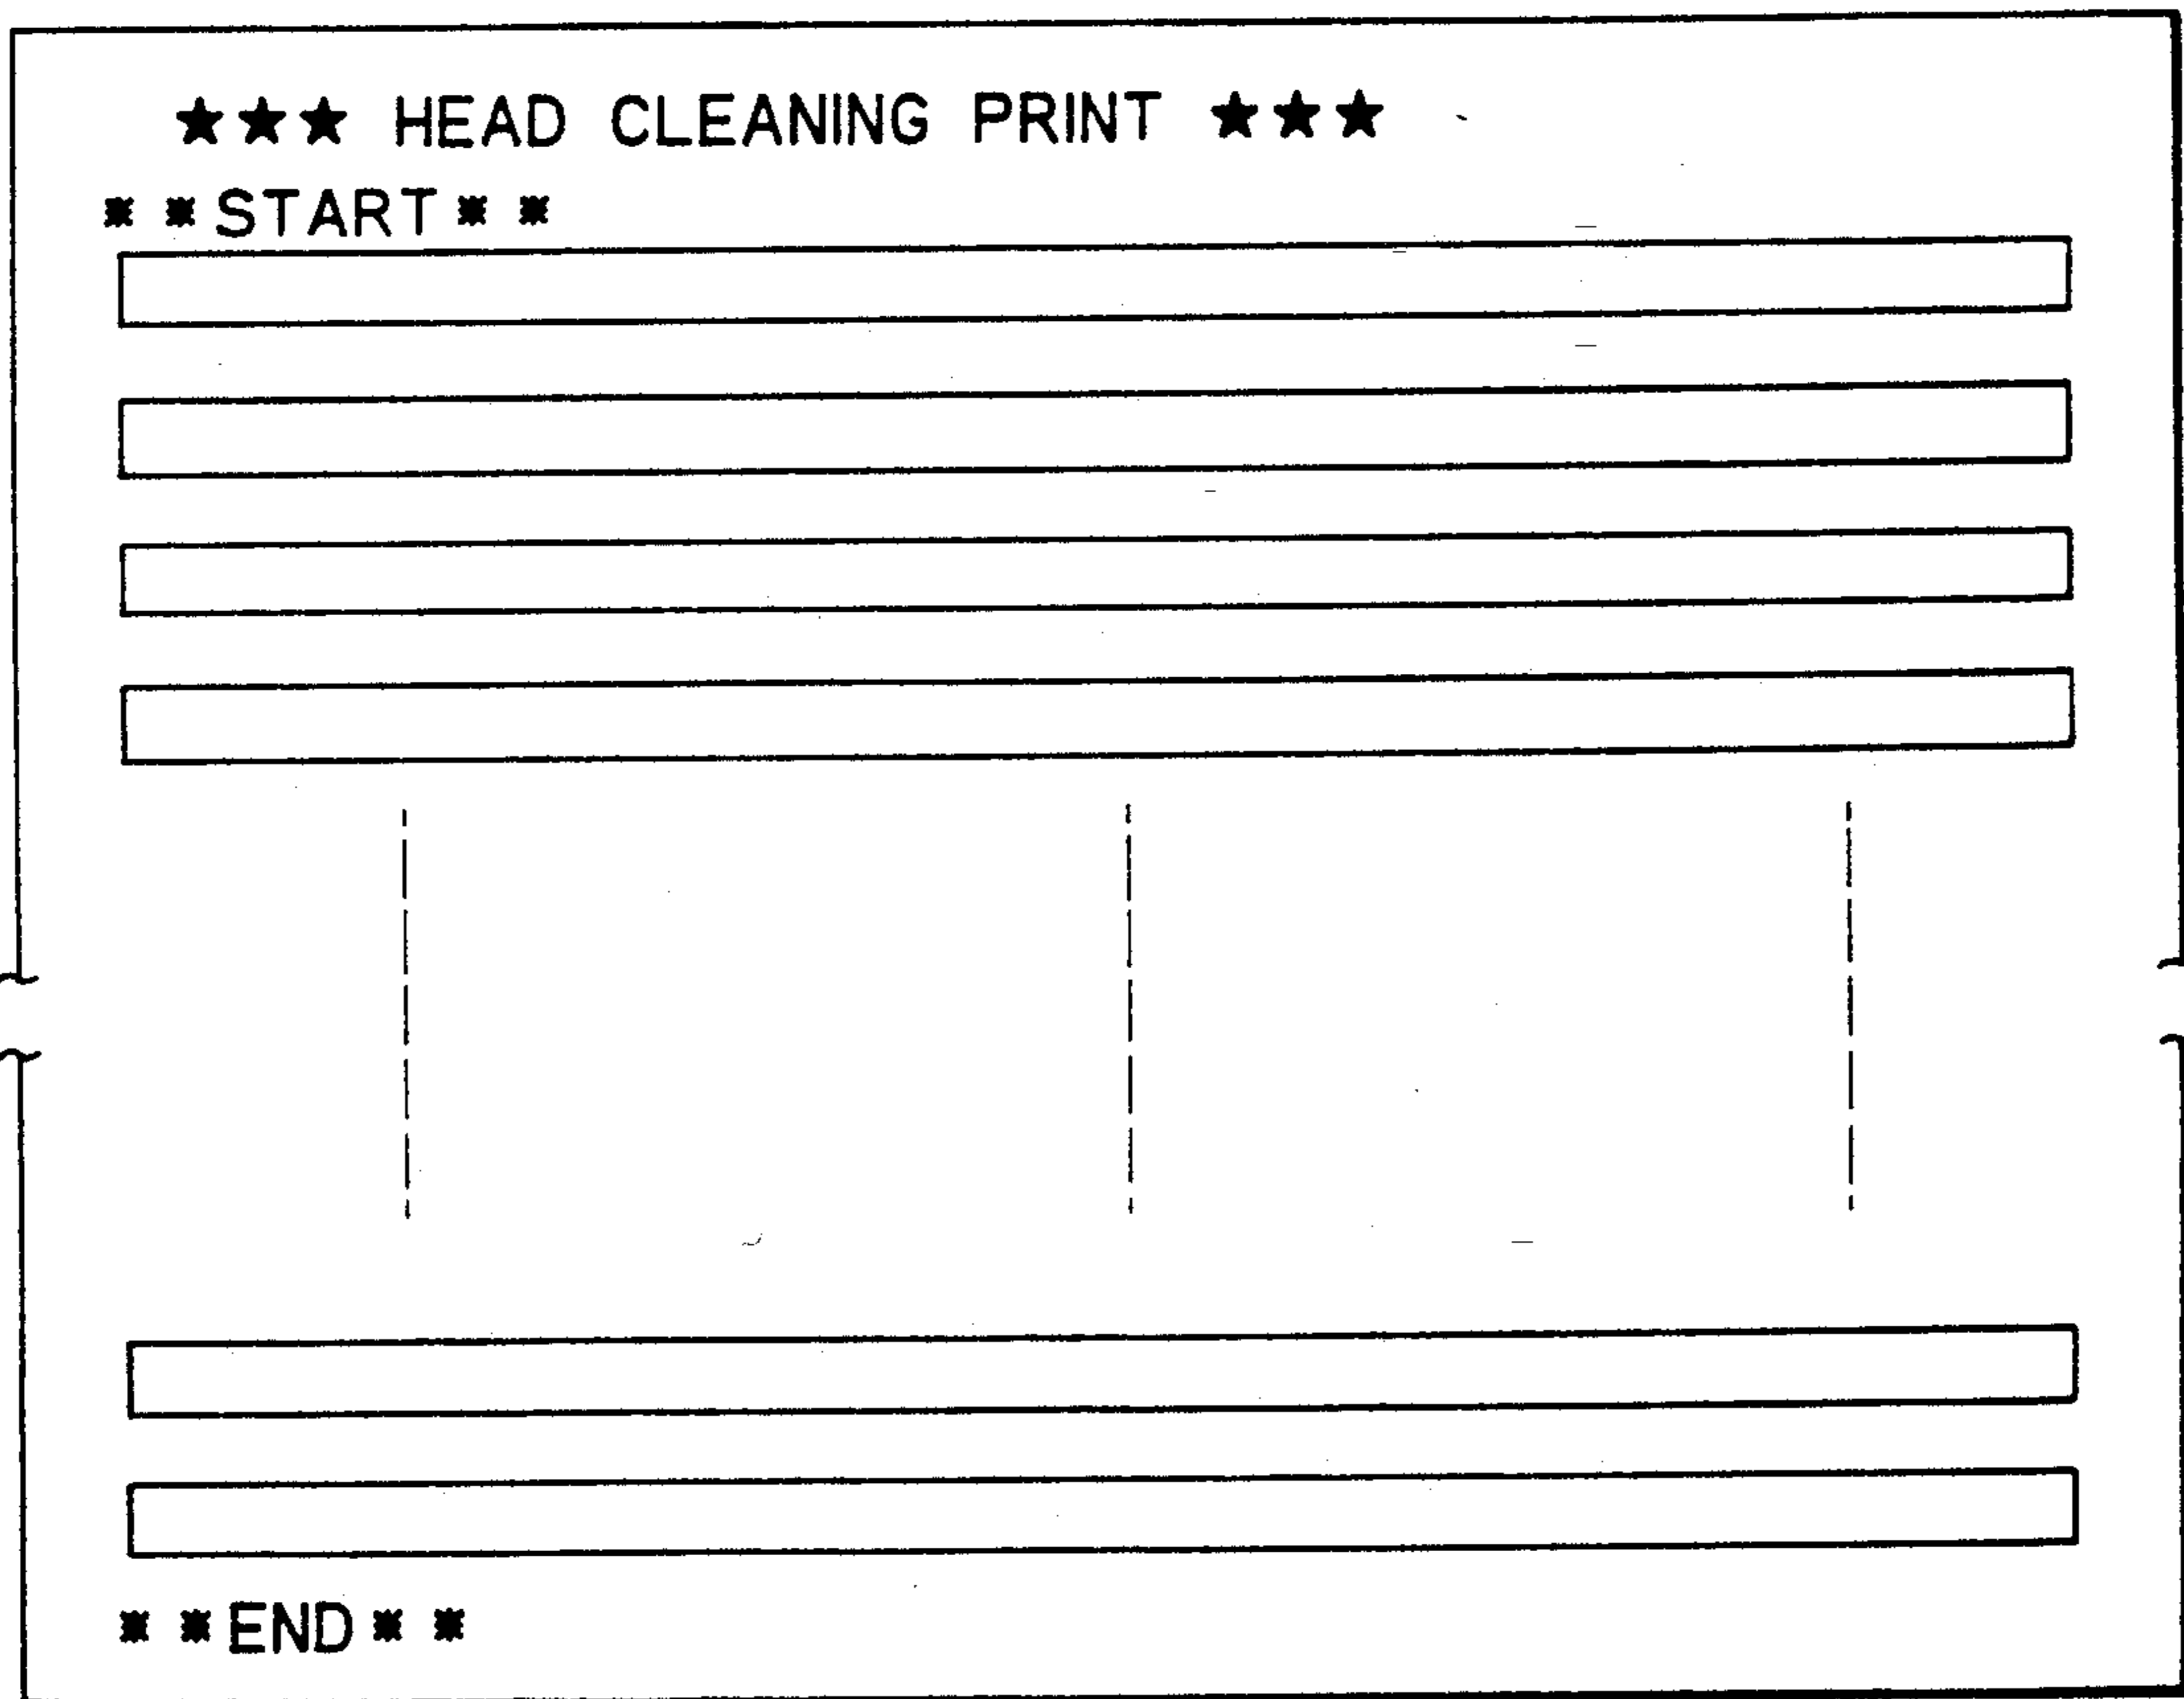 ★★★ HEAD CLEANING PRINT ★★★
**START**
**END**